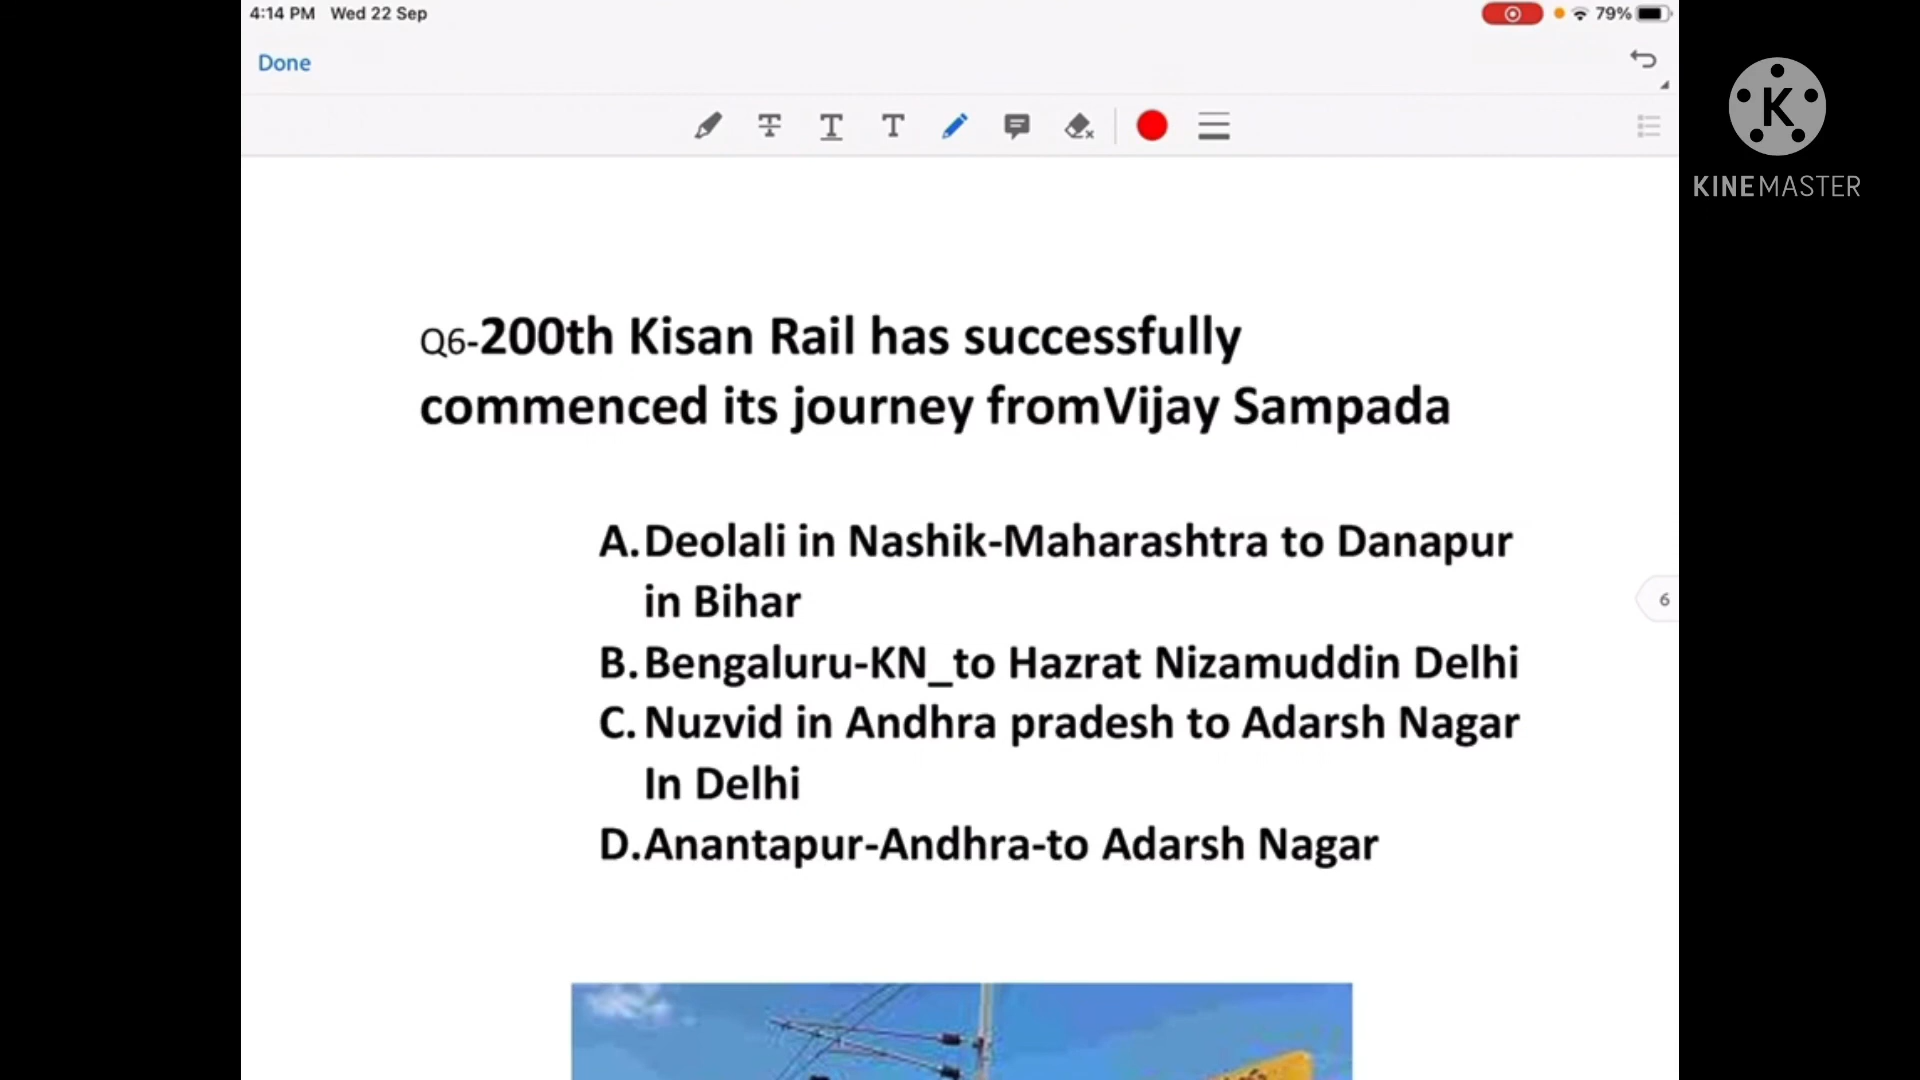 4:14 PM Wed 22 Sep
79%
Done
K
KINEMASTER
Q6-200th Kisan Rail has successfully
commenced its journey fromVijay Sampada
A.Deolali in Nashik-Maharashtra to Danapur
in Bihar
6
B.Bengaluru-KN_to Hazrat Nizamuddin Delhi
C.Nuzvid in Andhra pradesh to Adarsh Nagar
In Delhi
D.Anantapur-Andhra-to Adarsh Nagar